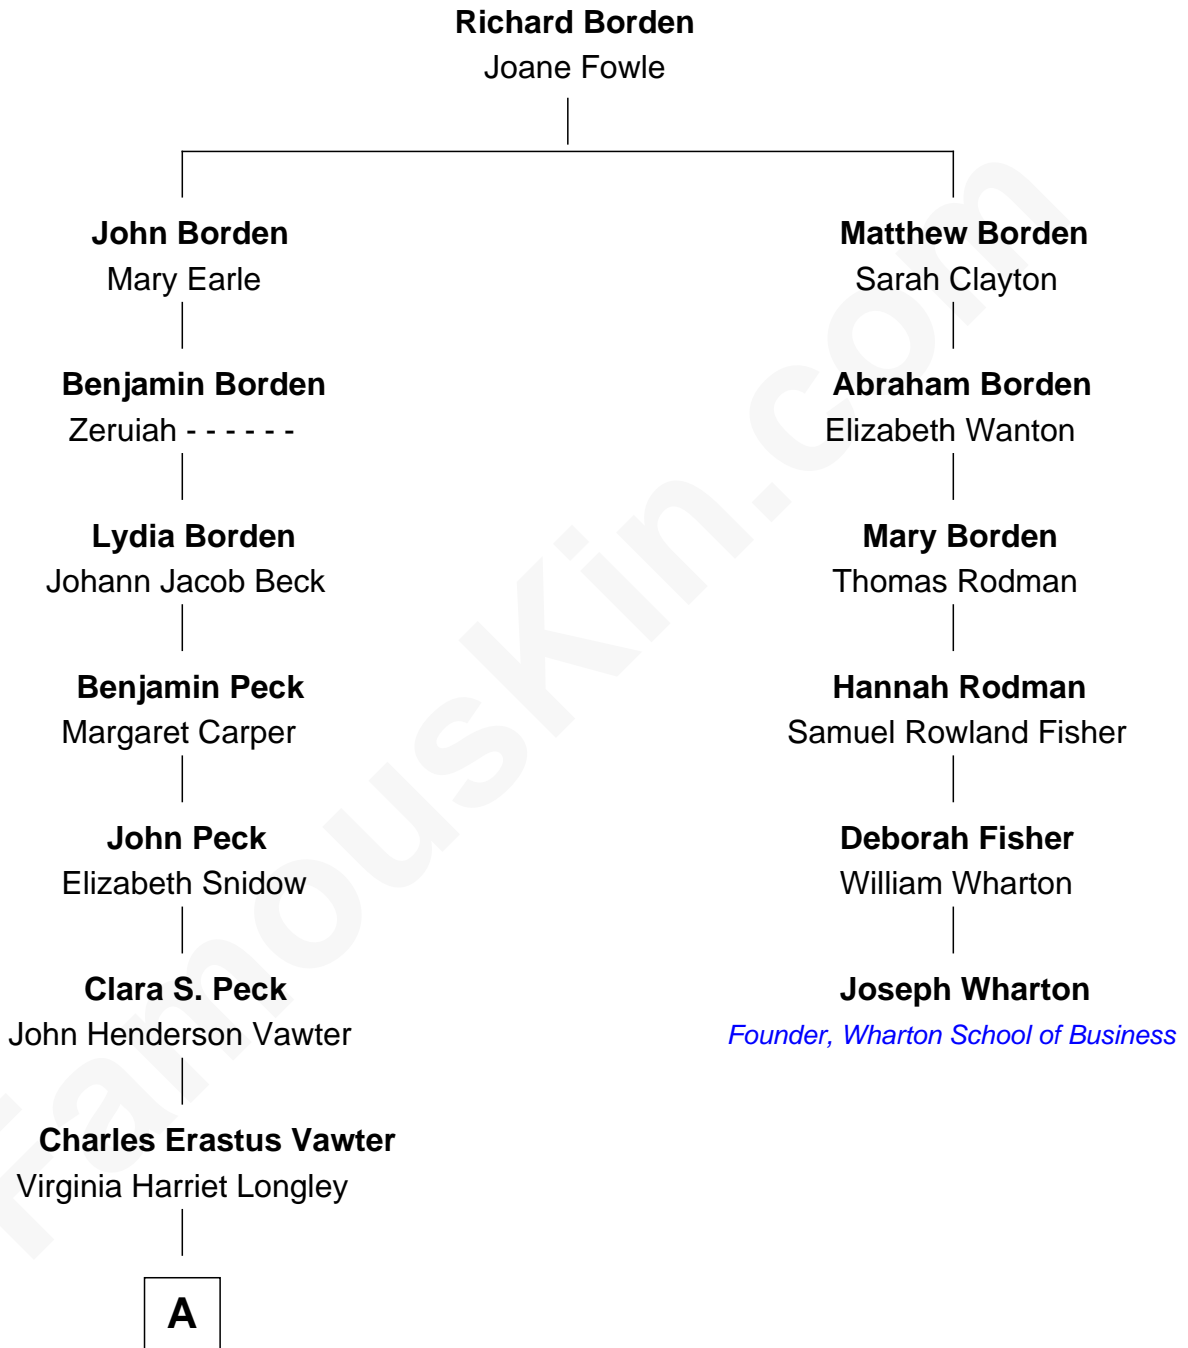 Richard Borden
Joane Fowle
John Borden
Mary Earle
Matthew Borden
Sarah Clayton
Benjamin Borden
Zeruiah - - - - - -
Abraham Borden
Elizabeth Wanton
Lydia Borden
Johann Jacob Beck
Mary Borden
Thomas Rodman
Benjamin Peck
Margaret Carper
Hannah Rodman
Samuel Rowland Fisher
John Peck
Elizabeth Snidow
Deborah Fisher
William Wharton
Clara S. Peck
John Henderson Vawter
Joseph Wharton
Founder, Wharton School of Business
Charles Erastus Vawter
Virginia Harriet Longley
A
FamousKin.com